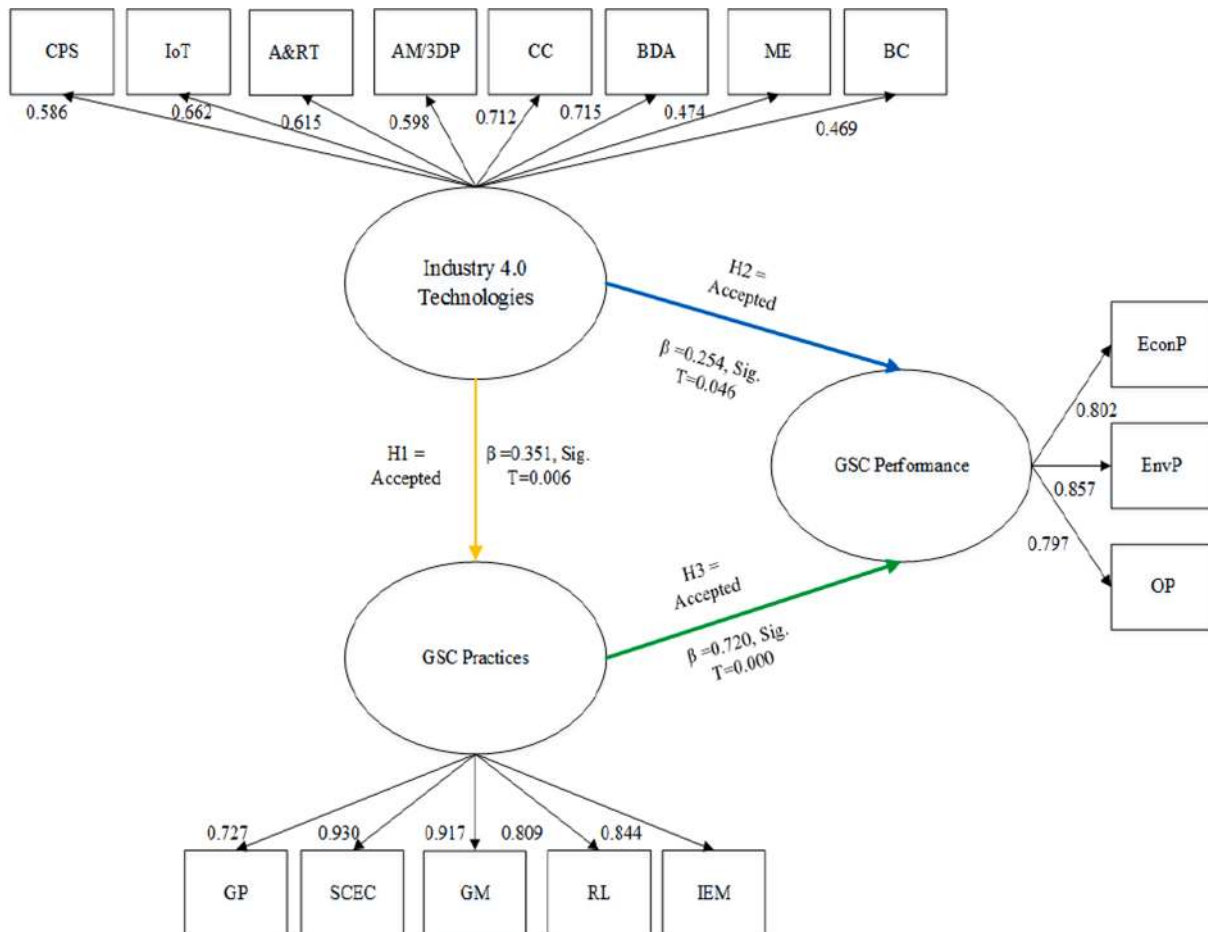 CPS
IoT
A&RT
AM/3DP
CC
BDA
ME
BC
0.586
0.662
0.615
0.598
0.712
0.715
0.474
0.469
Industry 4.0
Technologies
H2 =
Accepted
β =0.254, Sig.
T=0.046
EconP
0.802
H1 =
Accepted
β =0.351, Sig.
T=0.006
GSC Performance
EnvP
0.857
0.797
OP
H3 =
Accepted
β =0.720, Sig.
T=0.000
GSC Practices
0.727
0.930
0.917
0.809
0.844
GP
SCEC
GM
RL
IEM